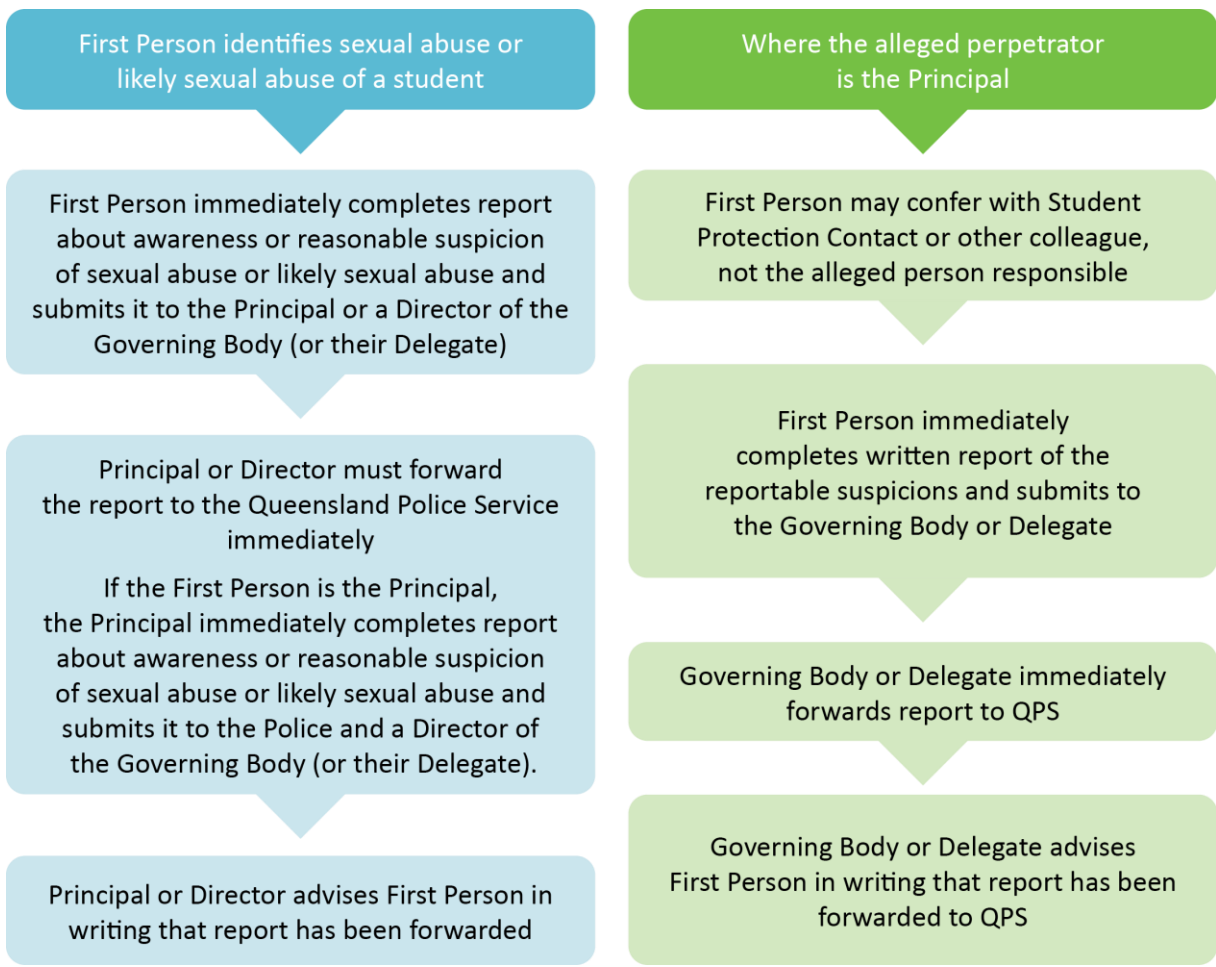 First Person identifies sexual abuse or
likely sexual abuse of a student
First Person immediately completes report
about awareness or reasonable suspicion
of sexual abuse or likely sexual abuse and
submits it to the Principal or a Director of the
Governing Body (or their Delegate)
Principal or Director must forward
the report to the Queensland Police Service
immediately
If the First Person is the Principal,
the Principal immediately completes report
about awareness or reasonable suspicion
of sexual abuse or likely sexual abuse and
submits it to the Police and a Director of
the Governing Body (or their Delegate).
Principal or Director advises First Person in
writing that report has been forwarded
Where the alleged perpetrator
is the Principal
First Person may confer with Student
Protection Contact or other colleague,
not the alleged person responsible
First Person immediately
completes written report of the
reportable suspicions and submits to
the Governing Body or Delegate
Governing Body or Delegate immediately
forwards report to QPS
Governing Body or Delegate advises
First Person in writing that report has been
forwarded to QPS